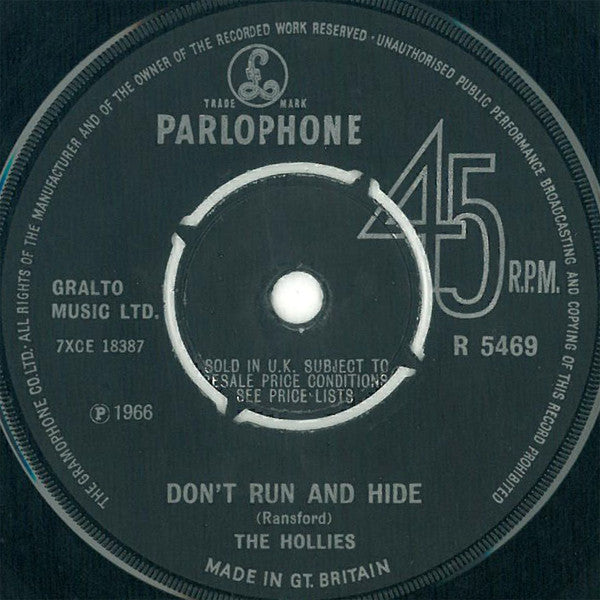 THE GRAMOPHONE CO. LTD. · ALL RIGHTS OF THE MANUFACTURER AND OF THE OWNER OF THE RECORDED WORK RESERVED · UNAUTHORISED PUBLIC PERFORMANCE BROADCASTING AND COPYING OF THIS RECORD PROHIBITED
£
TRADE MARK
PARLOPHONE
45
R.P.M.
GRALTO
MUSIC LTD.
7XCE 18387
R 5469
SOLD IN U.K. SUBJECT TO
RESALE PRICE CONDITIONS
SEE PRICE LISTS
℗ 1966
DON'T RUN AND HIDE
(Ransford)
THE HOLLIES
MADE IN GT. BRITAIN